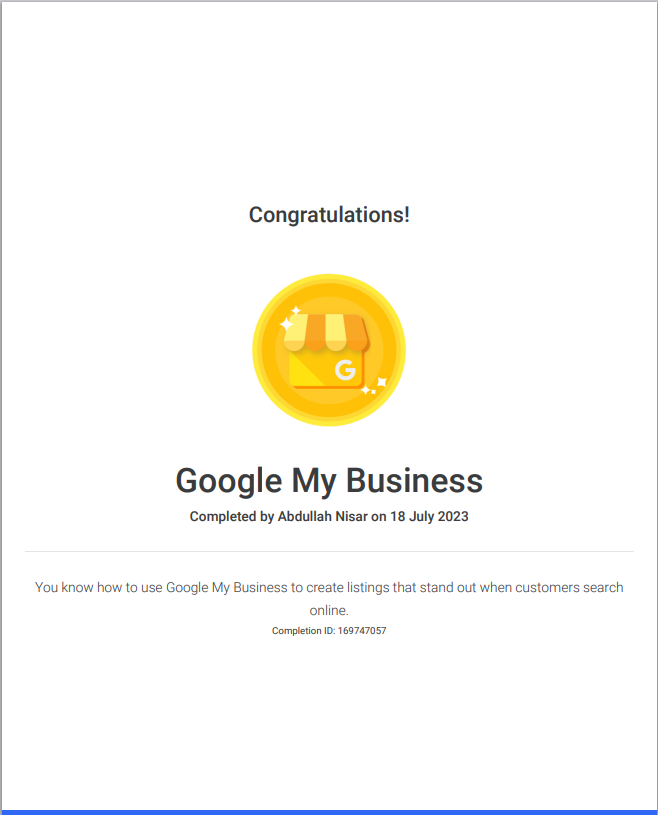 Congratulations!
G
Google My Business
Completed by Abdullah Nisar on 18 July 2023
You know how to use Google My Business to create listings that stand out when customers search
online.
Completion ID: 169747057